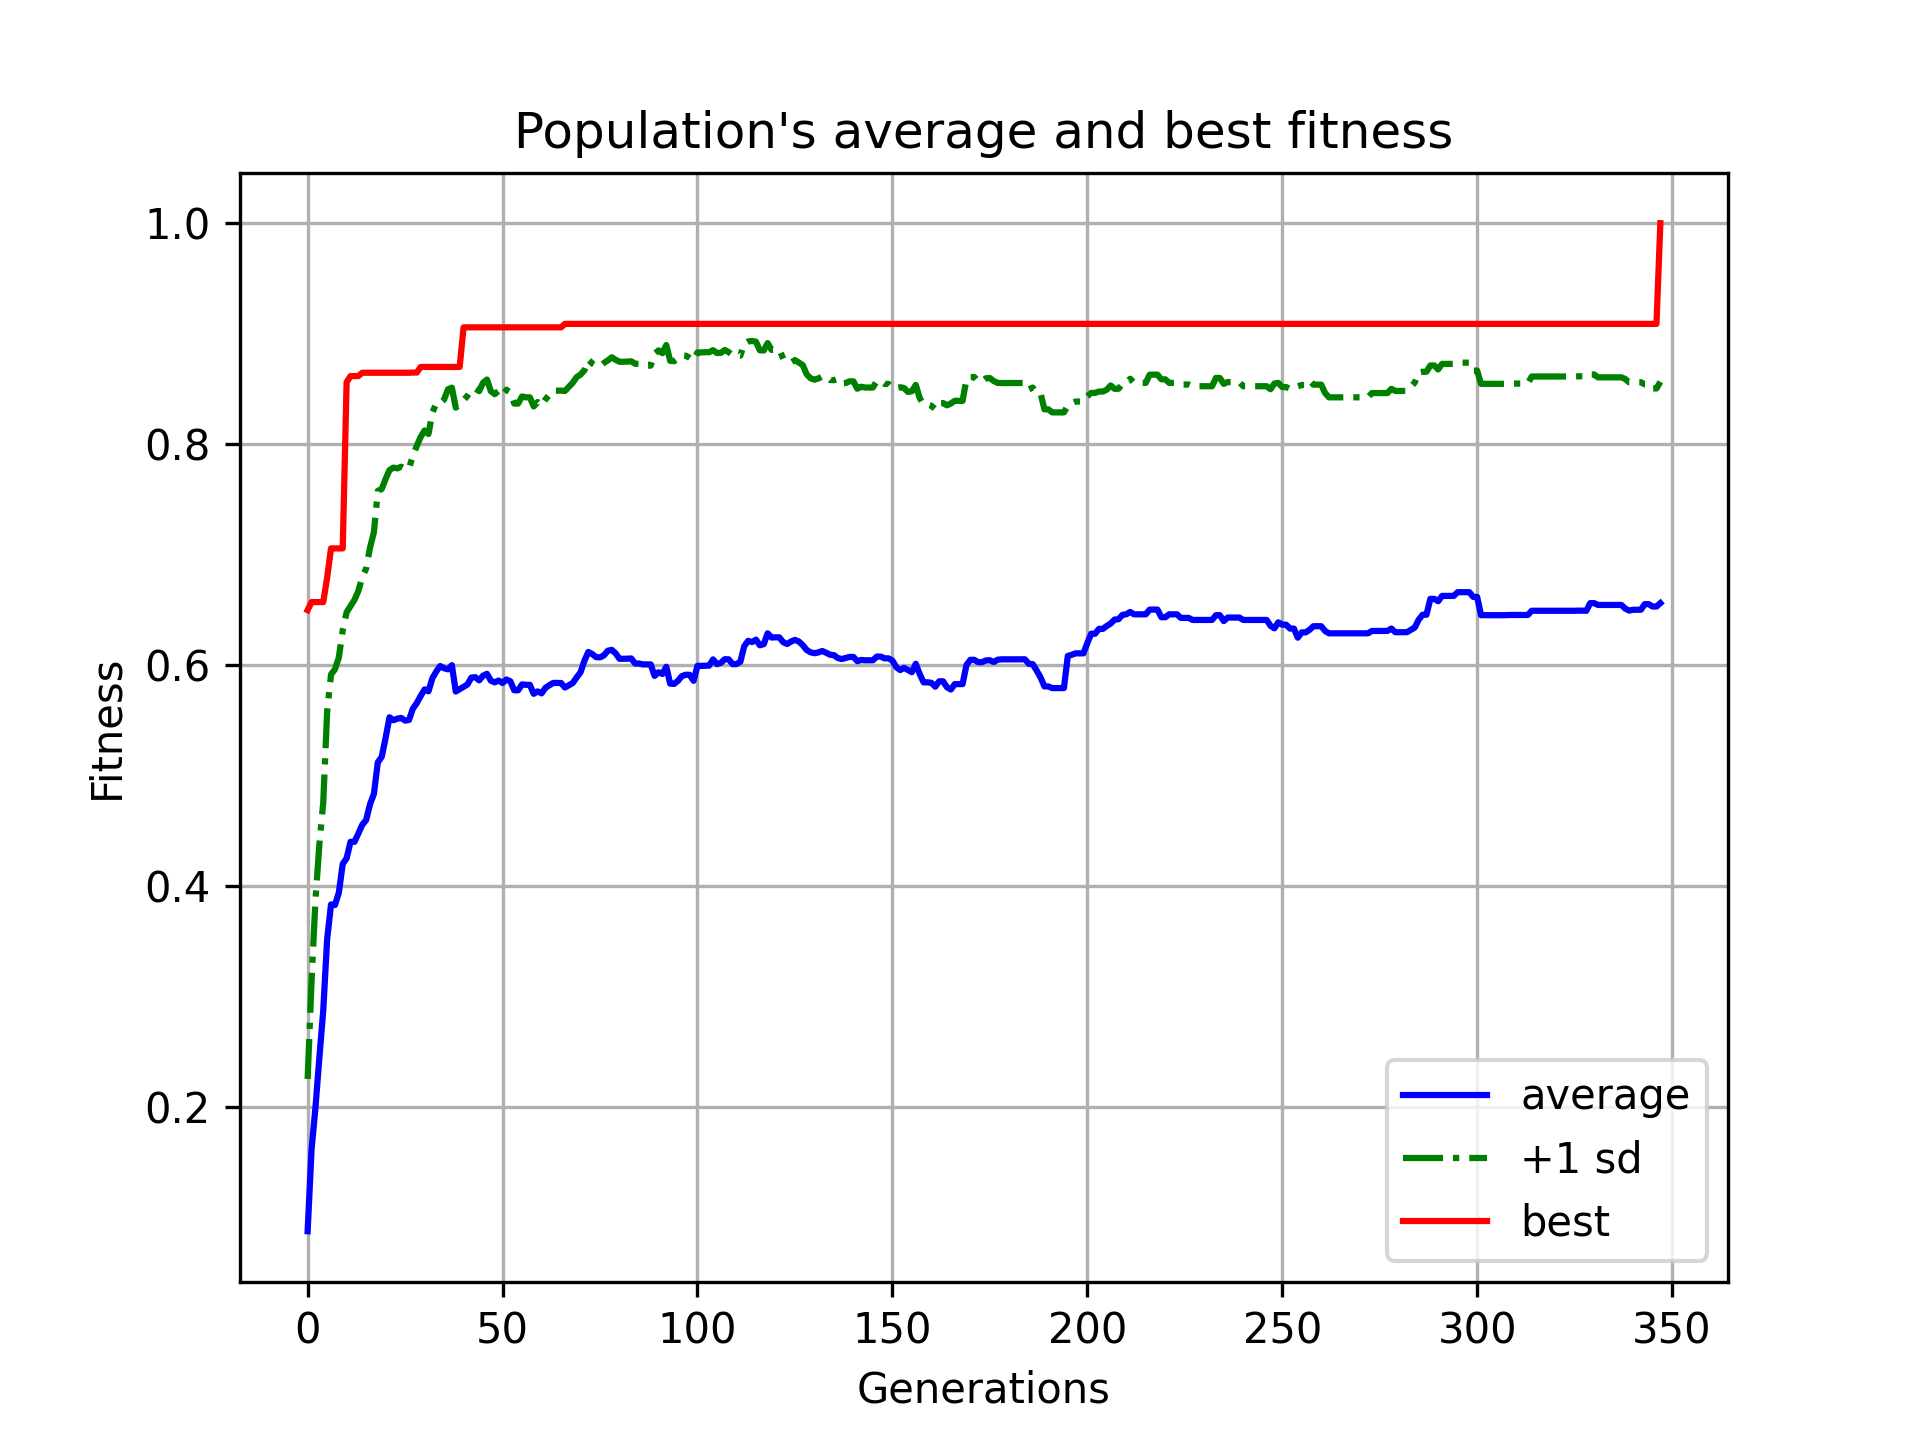 Population's average and best fitness
1.0
0.8
0.6
0.4
0.2
Fitness
average
+1 sd
best
0 50 100 150 200 250 300 350
Generations